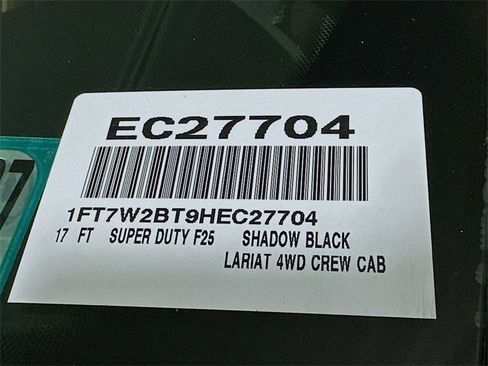 EC27704
1FT7W2BT9HEC27704
17 FT SUPER DUTY F25 SHADOW BLACK
LARIAT 4WD CREW CAB